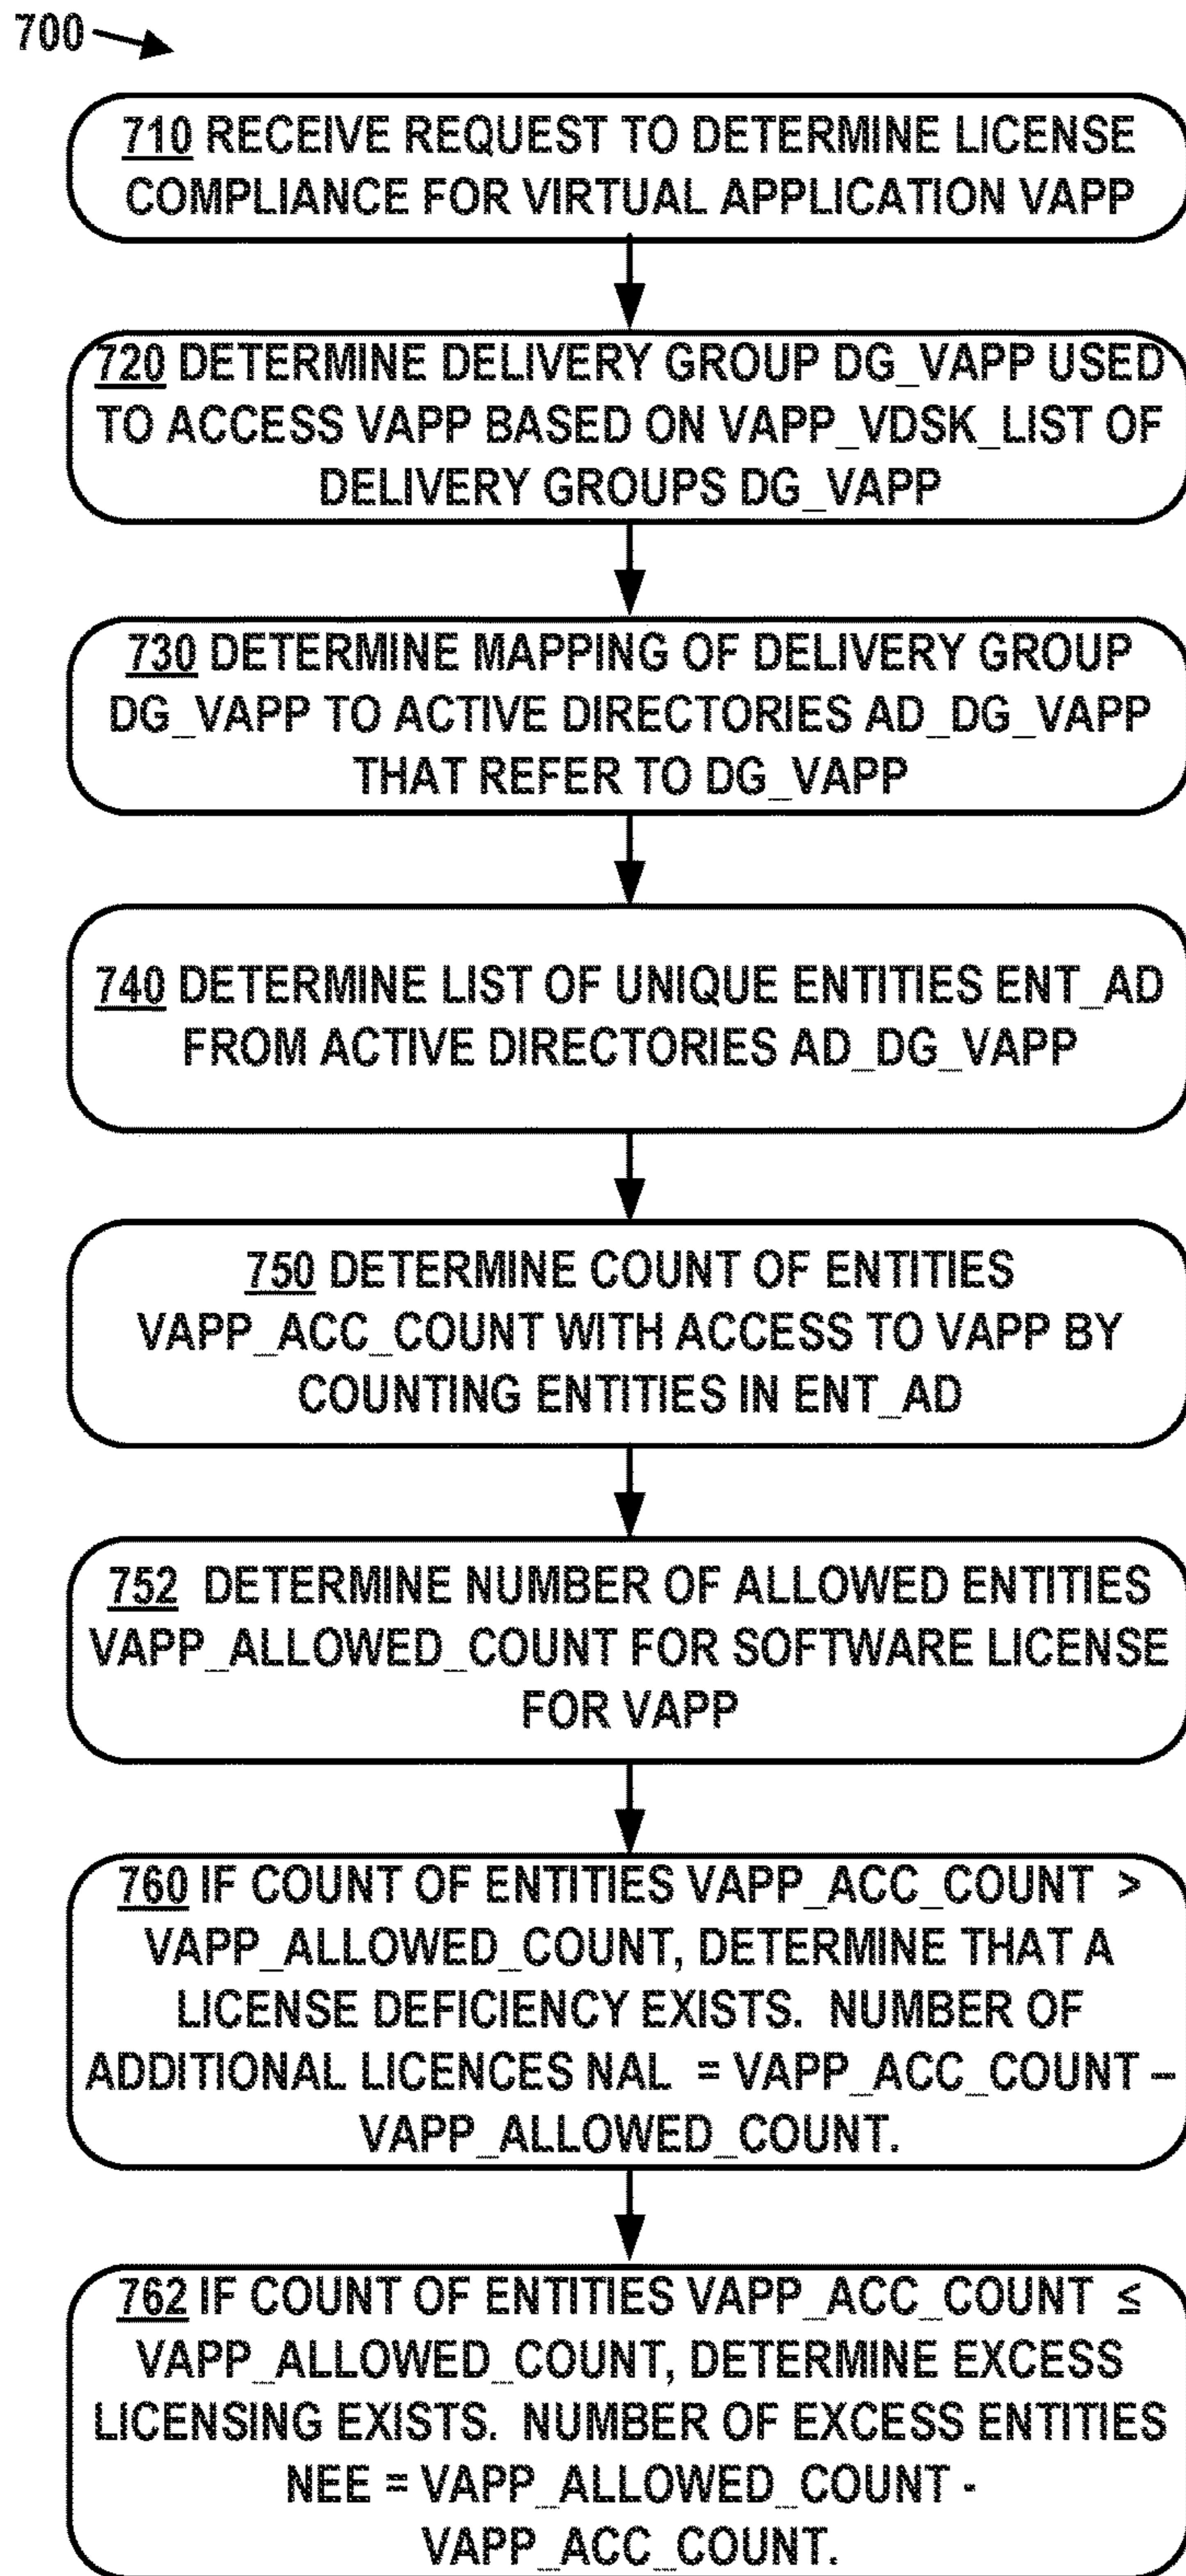 700
710 RECEIVE REQUEST TO DETERMINE LICENSE
COMPLIANCE FOR VIRTUAL APPLICATION VAPP
720 DETERMINE DELIVERY GROUP DG_VAPP USED
TO ACCESS VAPP BASED ON VAPP_VDSK_LIST OF
DELIVERY GROUPS DG_VAPP
730 DETERMINE MAPPING OF DELIVERY GROUP
DG_VAPP TO ACTIVE DIRECTORIES AD_DG_VAPP
THAT REFER TO DG_VAPP
740 DETERMINE LIST OF UNIQUE ENTITIES ENT_AD
FROM ACTIVE DIRECTORIES AD_DG_VAPP
750 DETERMINE COUNT OF ENTITIES
VAPP_ACC_COUNT WITH ACCESS TO VAPP BY
COUNTING ENTITIES IN ENT_AD
752 DETERMINE NUMBER OF ALLOWED ENTITIES
VAPP_ALLOWED_COUNT FOR SOFTWARE LICENSE
FOR VAPP
760 IF COUNT OF ENTITIES VAPP_ACC_COUNT >
VAPP_ALLOWED_COUNT, DETERMINE THAT A
LICENSE DEFICIENCY EXISTS. NUMBER OF
ADDITIONAL LICENCES NAL = VAPP_ACC_COUNT –
VAPP_ALLOWED_COUNT.
762 IF COUNT OF ENTITIES VAPP_ACC_COUNT ≤
VAPP_ALLOWED_COUNT, DETERMINE EXCESS
LICENSING EXISTS. NUMBER OF EXCESS ENTITIES
NEE = VAPP_ALLOWED_COUNT -
VAPP_ACC_COUNT.